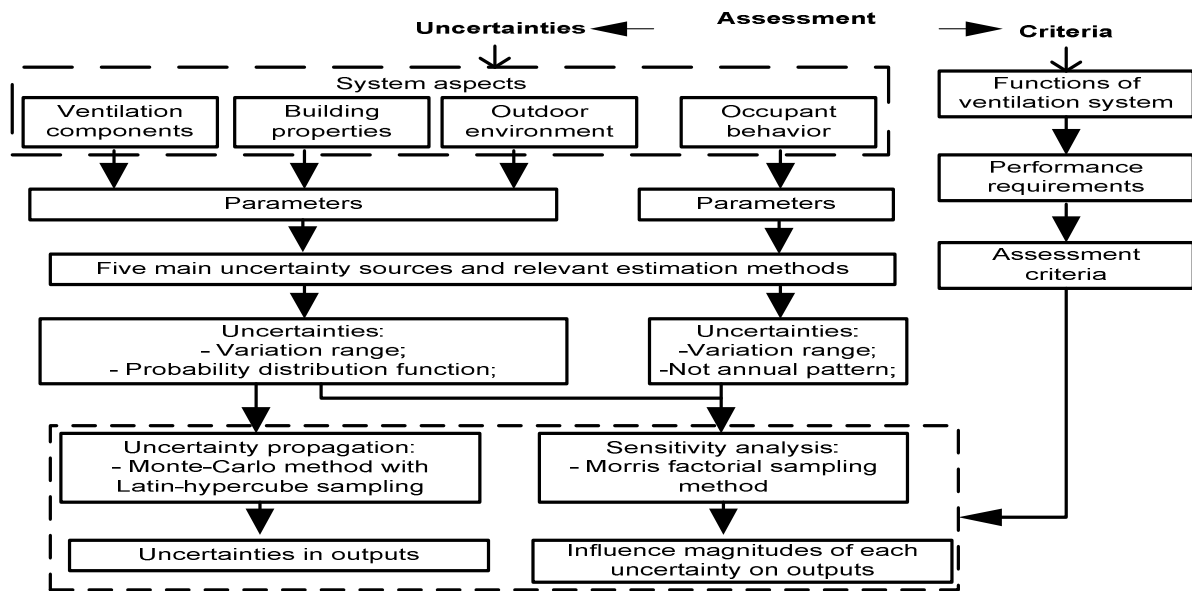 Assessment
Uncertainties
Criteria
System aspects
Ventilation
components
Building
properties
Outdoor
environment
Occupant
behavior
Functions of
ventilation system
Performance
requirements
Parameters
Parameters
Five main uncertainty sources and relevant estimation methods
Assessment
criteria
Uncertainties:
- Variation range;
- Probability distribution function;
Uncertainties:
-Variation range;
-Not annual pattern;
Uncertainty propagation:
- Monte-Carlo method with
Latin-hypercube sampling
Sensitivity analysis:
- Morris factorial sampling
method
Uncertainties in outputs
Influence magnitudes of each
uncertainty on outputs